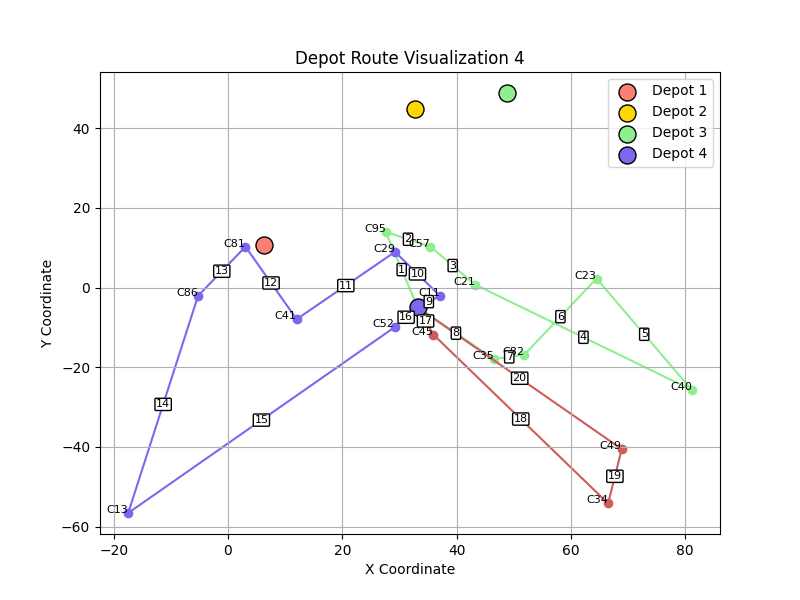 Depot Route Visualization 4
Depot 1
Depot 2
Depot 3
Depot 4
Y Coordinate
40
20
0
−20
−40
−60
C95
2
C57
C81
C29
3
13
1
10
12
11
C21
C23
C86
C11
9
C41
16
6
C52
17
C45
8
4
5
C35
7
C82
20
C40
14
15
18
C49
19
C34
C13
−20
0
20
40
60
80
X Coordinate